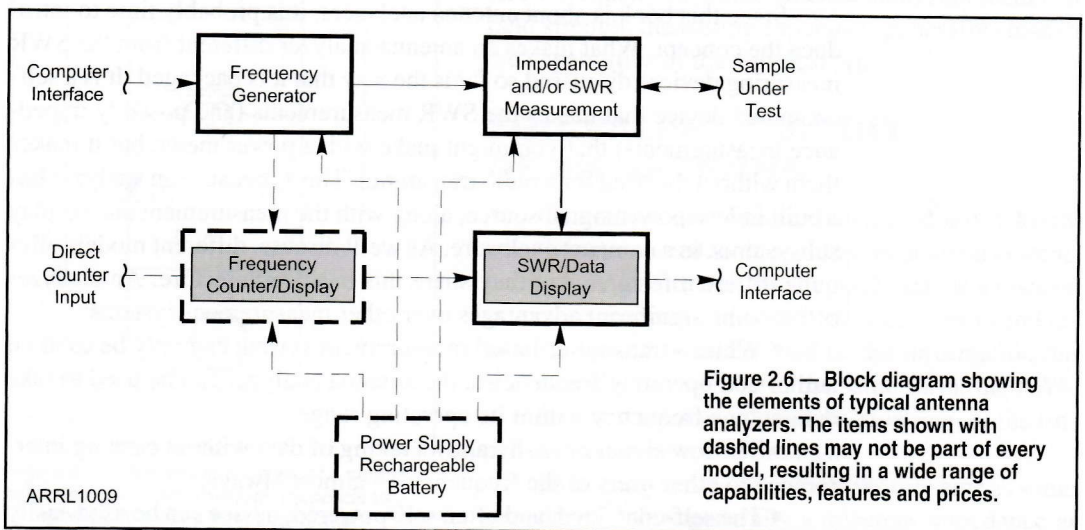 Computer
Interface
Frequency
Generator
Impedance
and/or SWR
Measurement
Sample
Under
Test
Direct
Counter
Input
Frequency
Counter/Display
SWR/Data
Display
Computer
Interface
Power Supply
Rechargeable
Battery
ARRL1009
Figure 2.6 — Block diagram showing
the elements of typical antenna
analyzers. The items shown with
dashed lines may not be part of every
model, resulting in a wide range of
capabilities, features and prices.